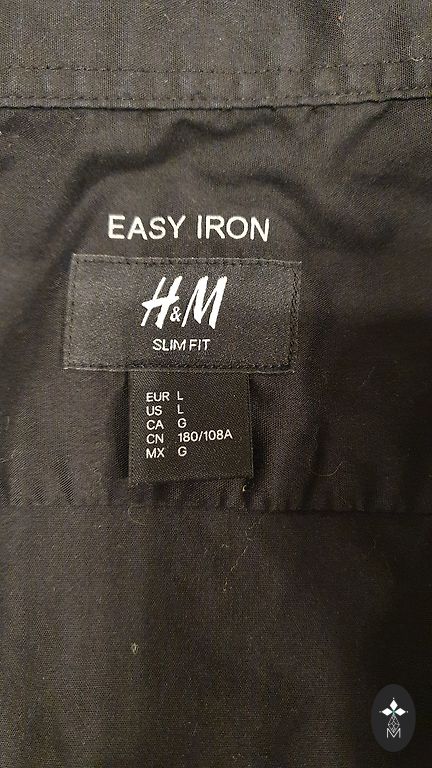 EASY IRON
H&M
SLIM FIT
EUR L
US L
CA G
CN 180/108A
MX G
M